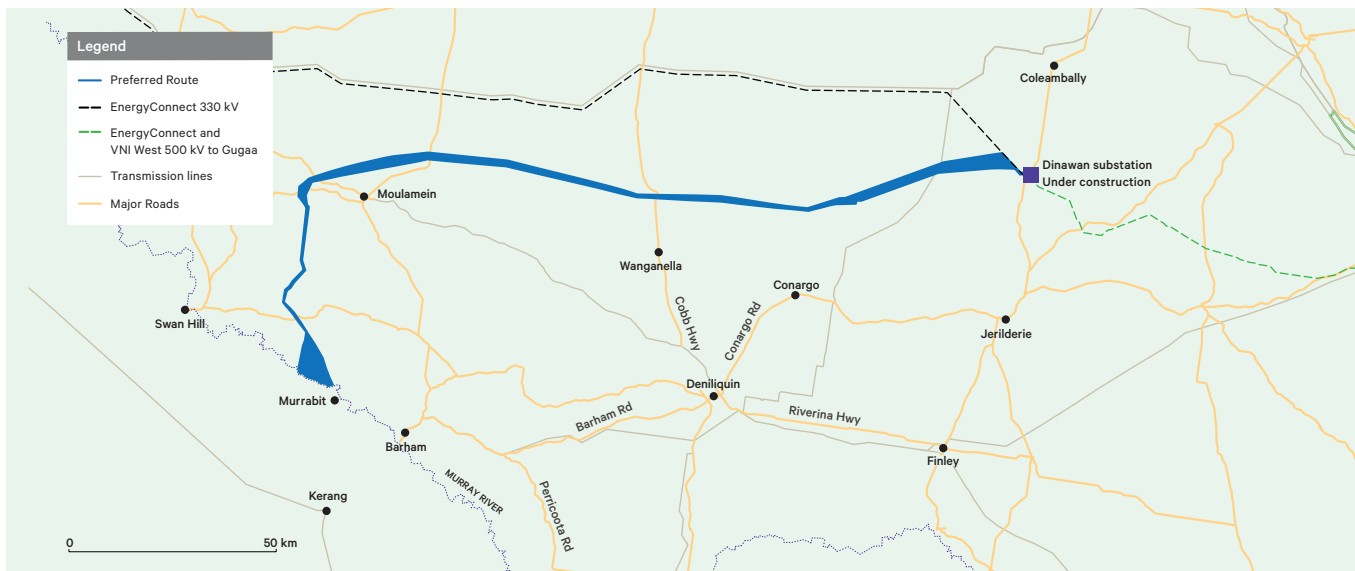 Legend
Preferred Route
EnergyConnect 330 kV
EnergyConnect and
VNI West 500 kV to Gugaa
Transmission lines
Major Roads
Coleambally
Dinawan substation
Under construction
Moulamein
Wanganella
Conargo
Swan Hill
Cobb Hwy
Conargo Rd
Jerilderie
Deniliquin
Murrabit
Barham Rd
Riverina Hwy
Barham
Finley
MURRAY RIVER
Kerang
Perricoota Rd
0
50 km